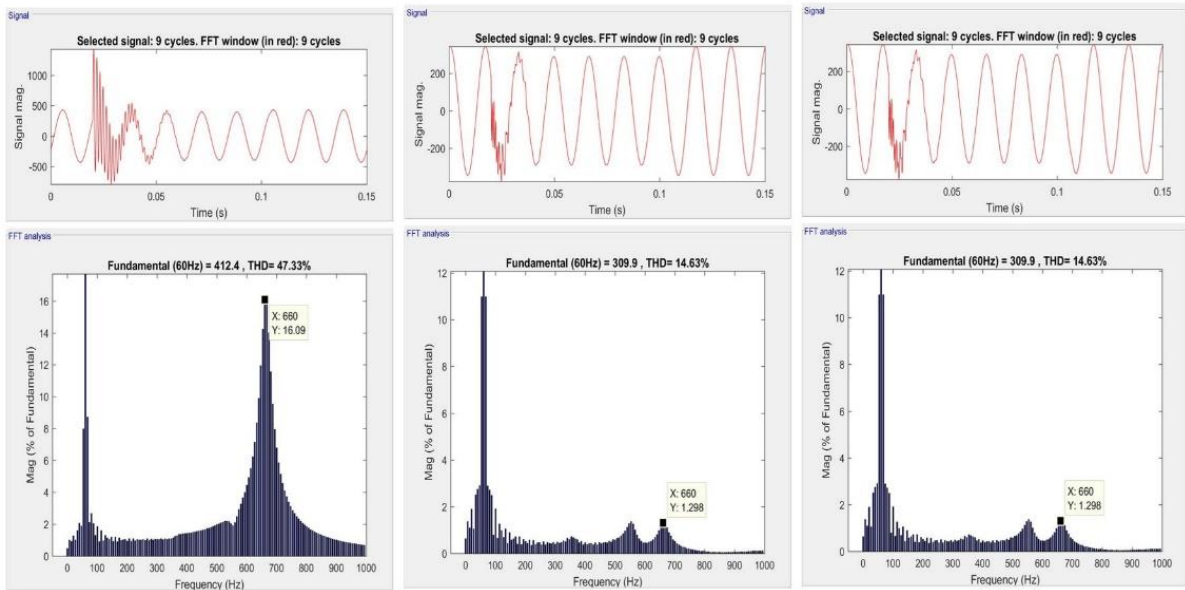 Signal
Selected signal: 9 cycles. FFT window (in red): 9 cycles
1000
500
0
-500
Signal mag.
0
0.05
0.1
0.15
Time (s)
FFT analysis
Fundamental (60Hz) = 412.4 , THD= 47.33%
16
14
12
10
8
6
4
2
0
Mag (% of Fundamental)
X: 660
Y: 16.09
0
100
200
300
400
500
600
700
800
900
1000
Frequency (Hz)
Signal
Selected signal: 9 cycles. FFT window (in red): 9 cycles
200
0
-200
Signal mag.
0
0.05
0.1
0.15
Time (s)
FFT analysis
Fundamental (60Hz) = 309.9 , THD= 14.63%
12
10
8
6
4
2
0
Mag (% of Fundamental)
X: 660
Y: 1.298
0
100
200
300
400
500
600
700
800
900
1000
Frequency (Hz)
Signal
Selected signal: 9 cycles. FFT window (in red): 9 cycles
200
0
-200
Signal mag.
0
0.05
0.1
0.15
Time (s)
FFT analysis
Fundamental (60Hz) = 309.9 , THD= 14.63%
12
10
8
6
4
2
0
Mag (% of Fundamental)
X: 660
Y: 1.298
0
100
200
300
400
500
600
700
800
900
1000
Frequency (Hz)